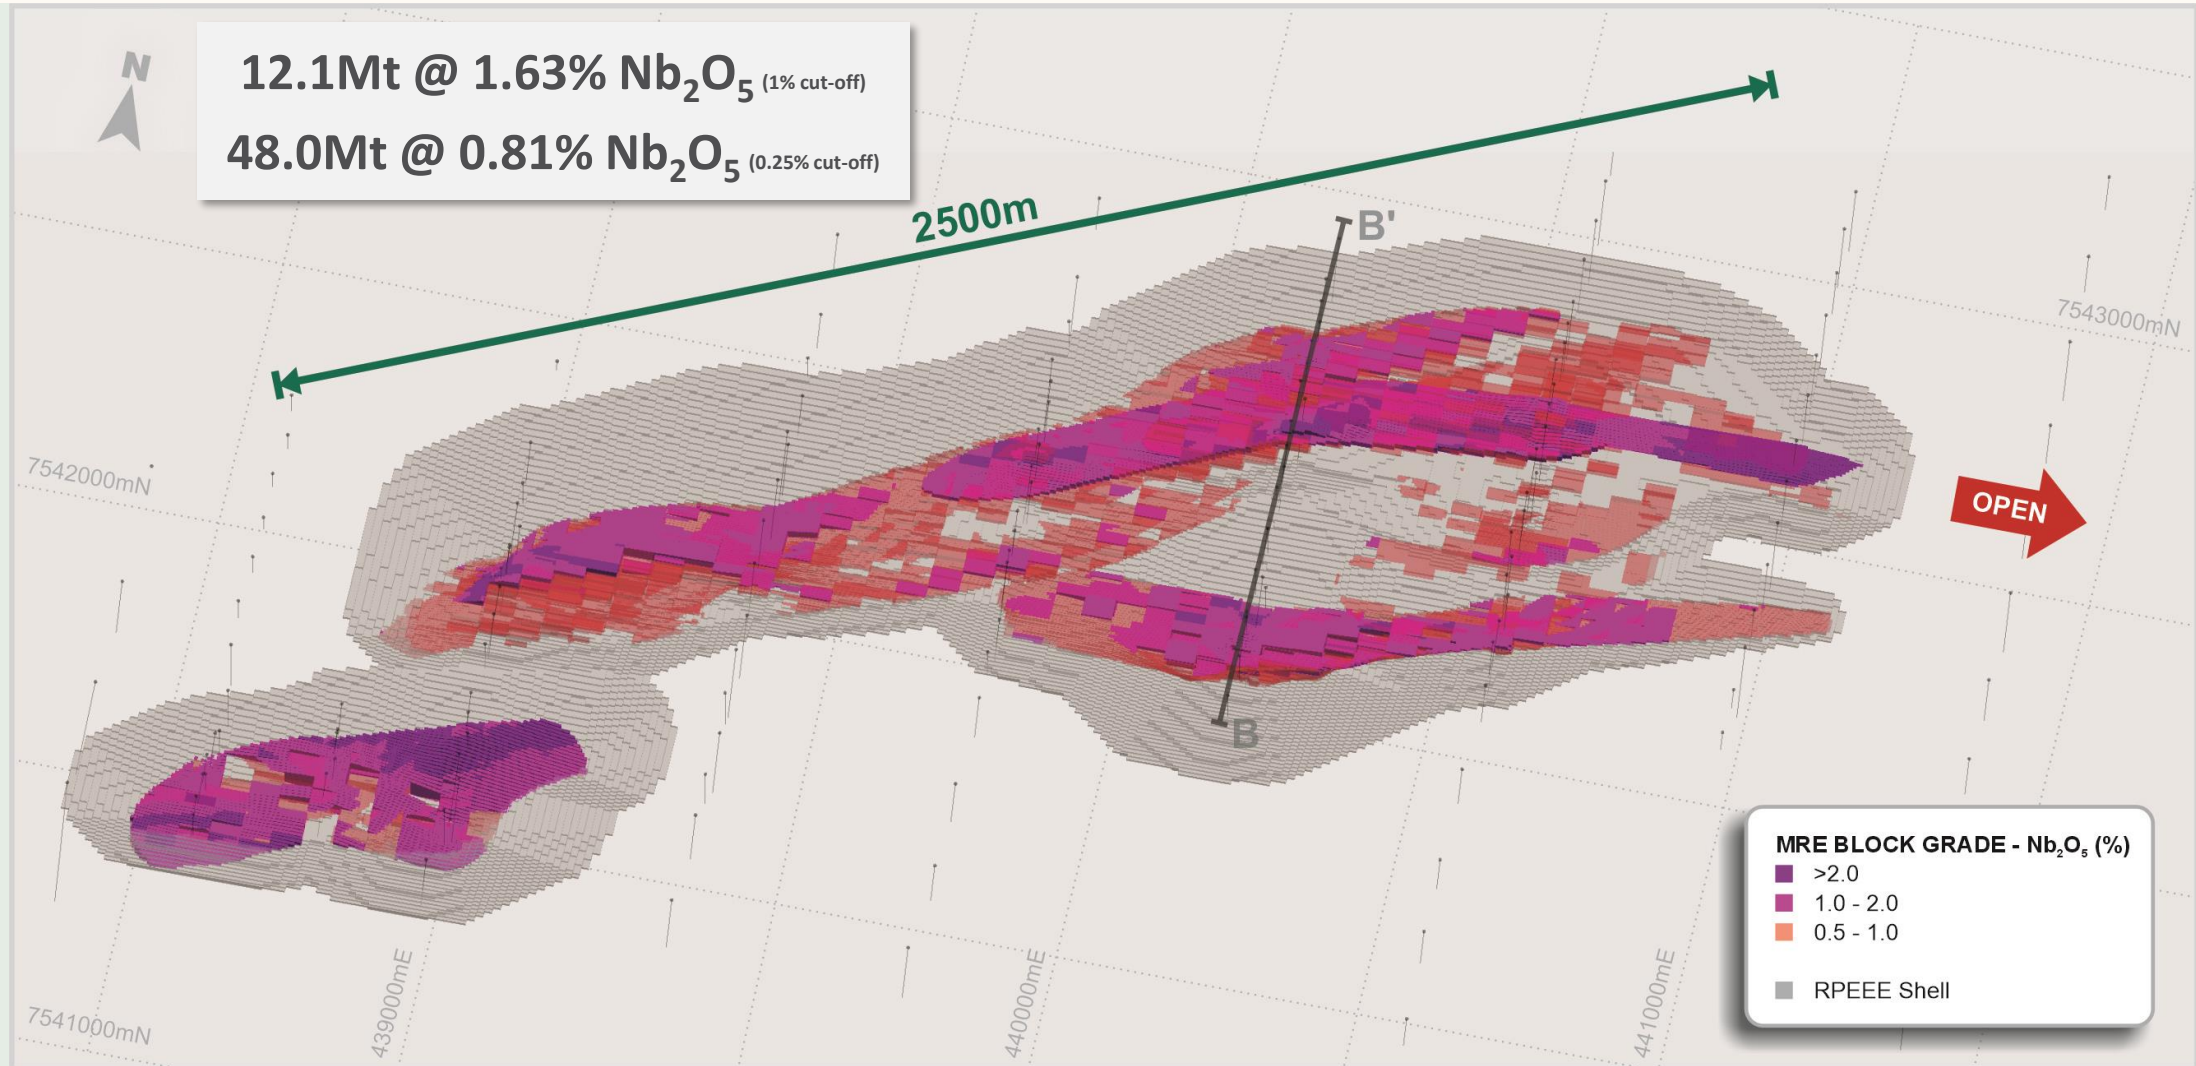 N
12.1Mt @ 1.63% Nb₂O₅ (1% cut-off)
48.0Mt @ 0.81% Nb₂O₅ (0.25% cut-off)
2500m
B'
7543000mN
7542000mN
OPEN
B
MRE BLOCK GRADE - Nb₂O₅ (%)
>2.0
1.0 - 2.0
0.5 - 1.0
RPEEE Shell
7541000mN
439000mE
440000mE
441000mE